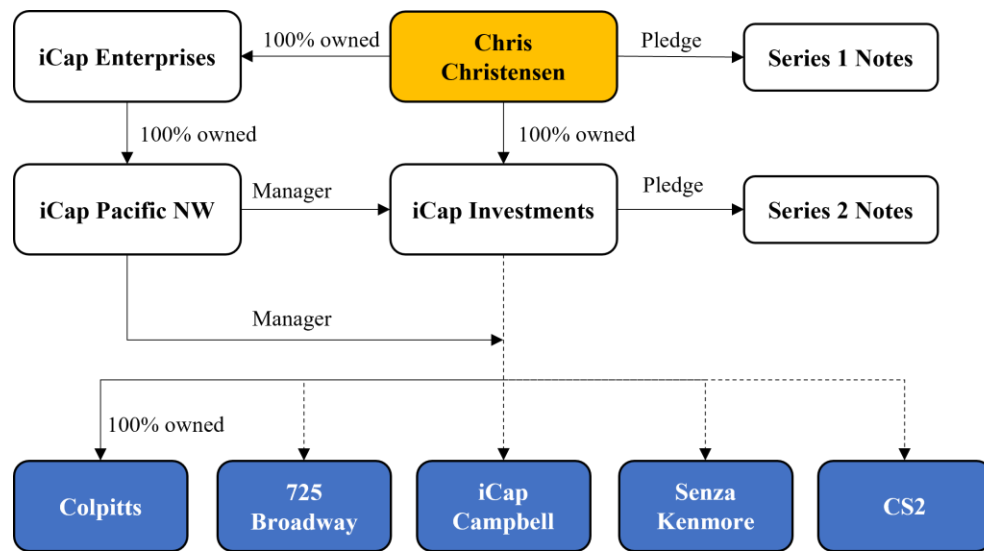 iCap Enterprises
100% owned
Chris
Christensen
Pledge
Series 1 Notes
100% owned
100% owned
iCap Pacific NW
Manager
iCap Investments
Pledge
Series 2 Notes
Manager
100% owned
Colpitts
725
Broadway
iCap
Campbell
Senza
Kenmore
CS2